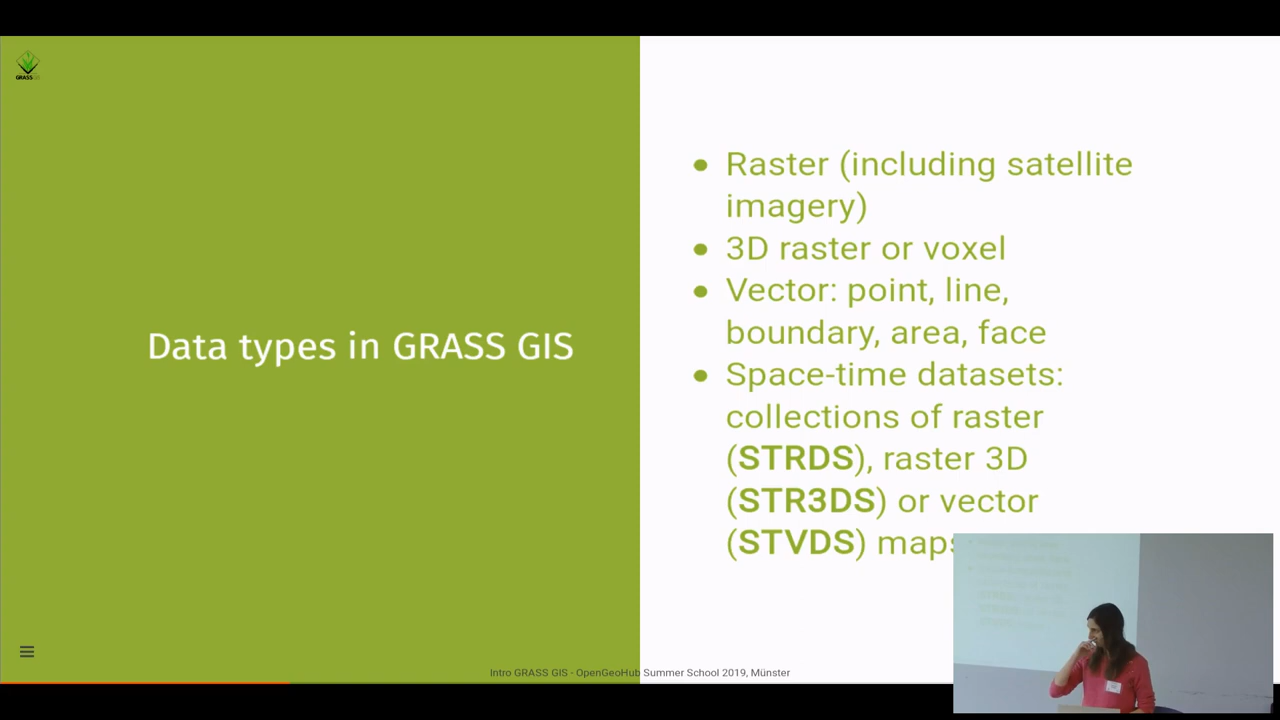 GRASSGIS
Data types in GRASS GIS
Raster (including satellite
imagery)
3D raster or voxel
Vector: point, line,
boundary, area, face
Space-time datasets:
collections of raster
(STRDS), raster 3D
(STR3DS) or vector
(STVDS) maps
Intro GRASS GIS - OpenGeoHub Summer School 2019, Münster